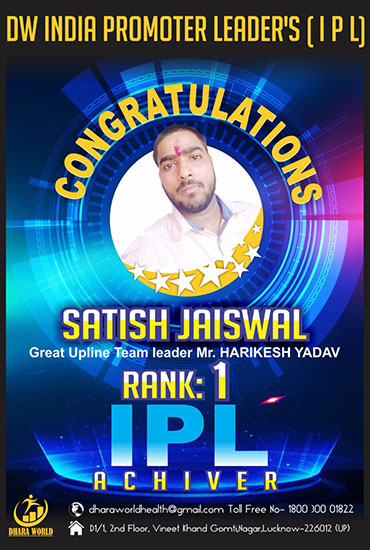 DW INDIA PROMOTER LEADER'S ( I P L)
CONGRATULATIONS
SATISH JAISWAL
Great Upline Team leader Mr. HARIKESH YADAV
RANK: 1
IPL
ACHIVER
dharaworldhealth@gmail.com Toll Free No- 1800 300 01822
DHARA WORLD
D1/1, 2nd Floor, Vineet Khand GomtiNagar,Lucknow-226012 (UP)